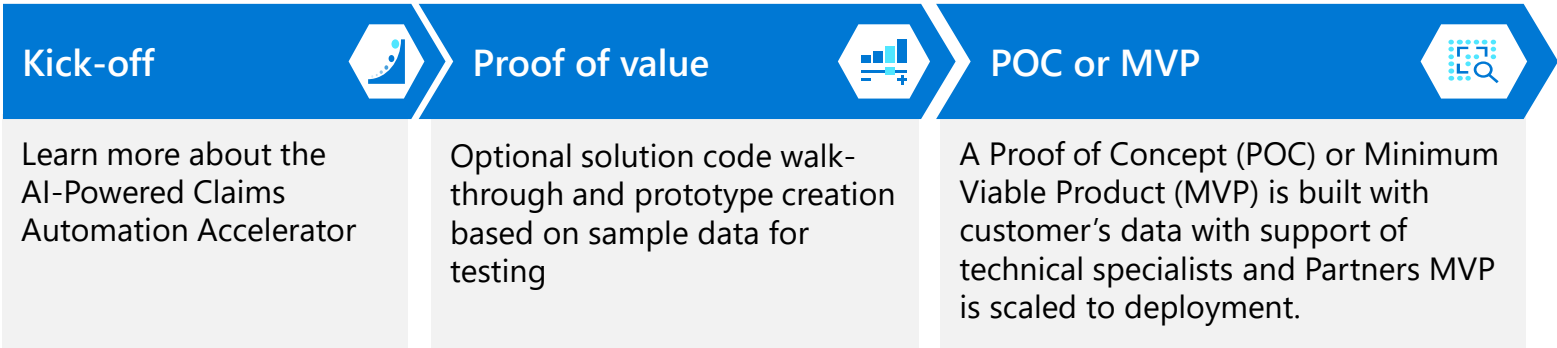 Kick-off
Learn more about the
AI-Powered Claims
Automation Accelerator
Proof of value
Optional solution code walk-
through and prototype creation
based on sample data for
testing
POC or MVP
A Proof of Concept (POC) or Minimum
Viable Product (MVP) is built with
customer’s data with support of
technical specialists and Partners MVP
is scaled to deployment.